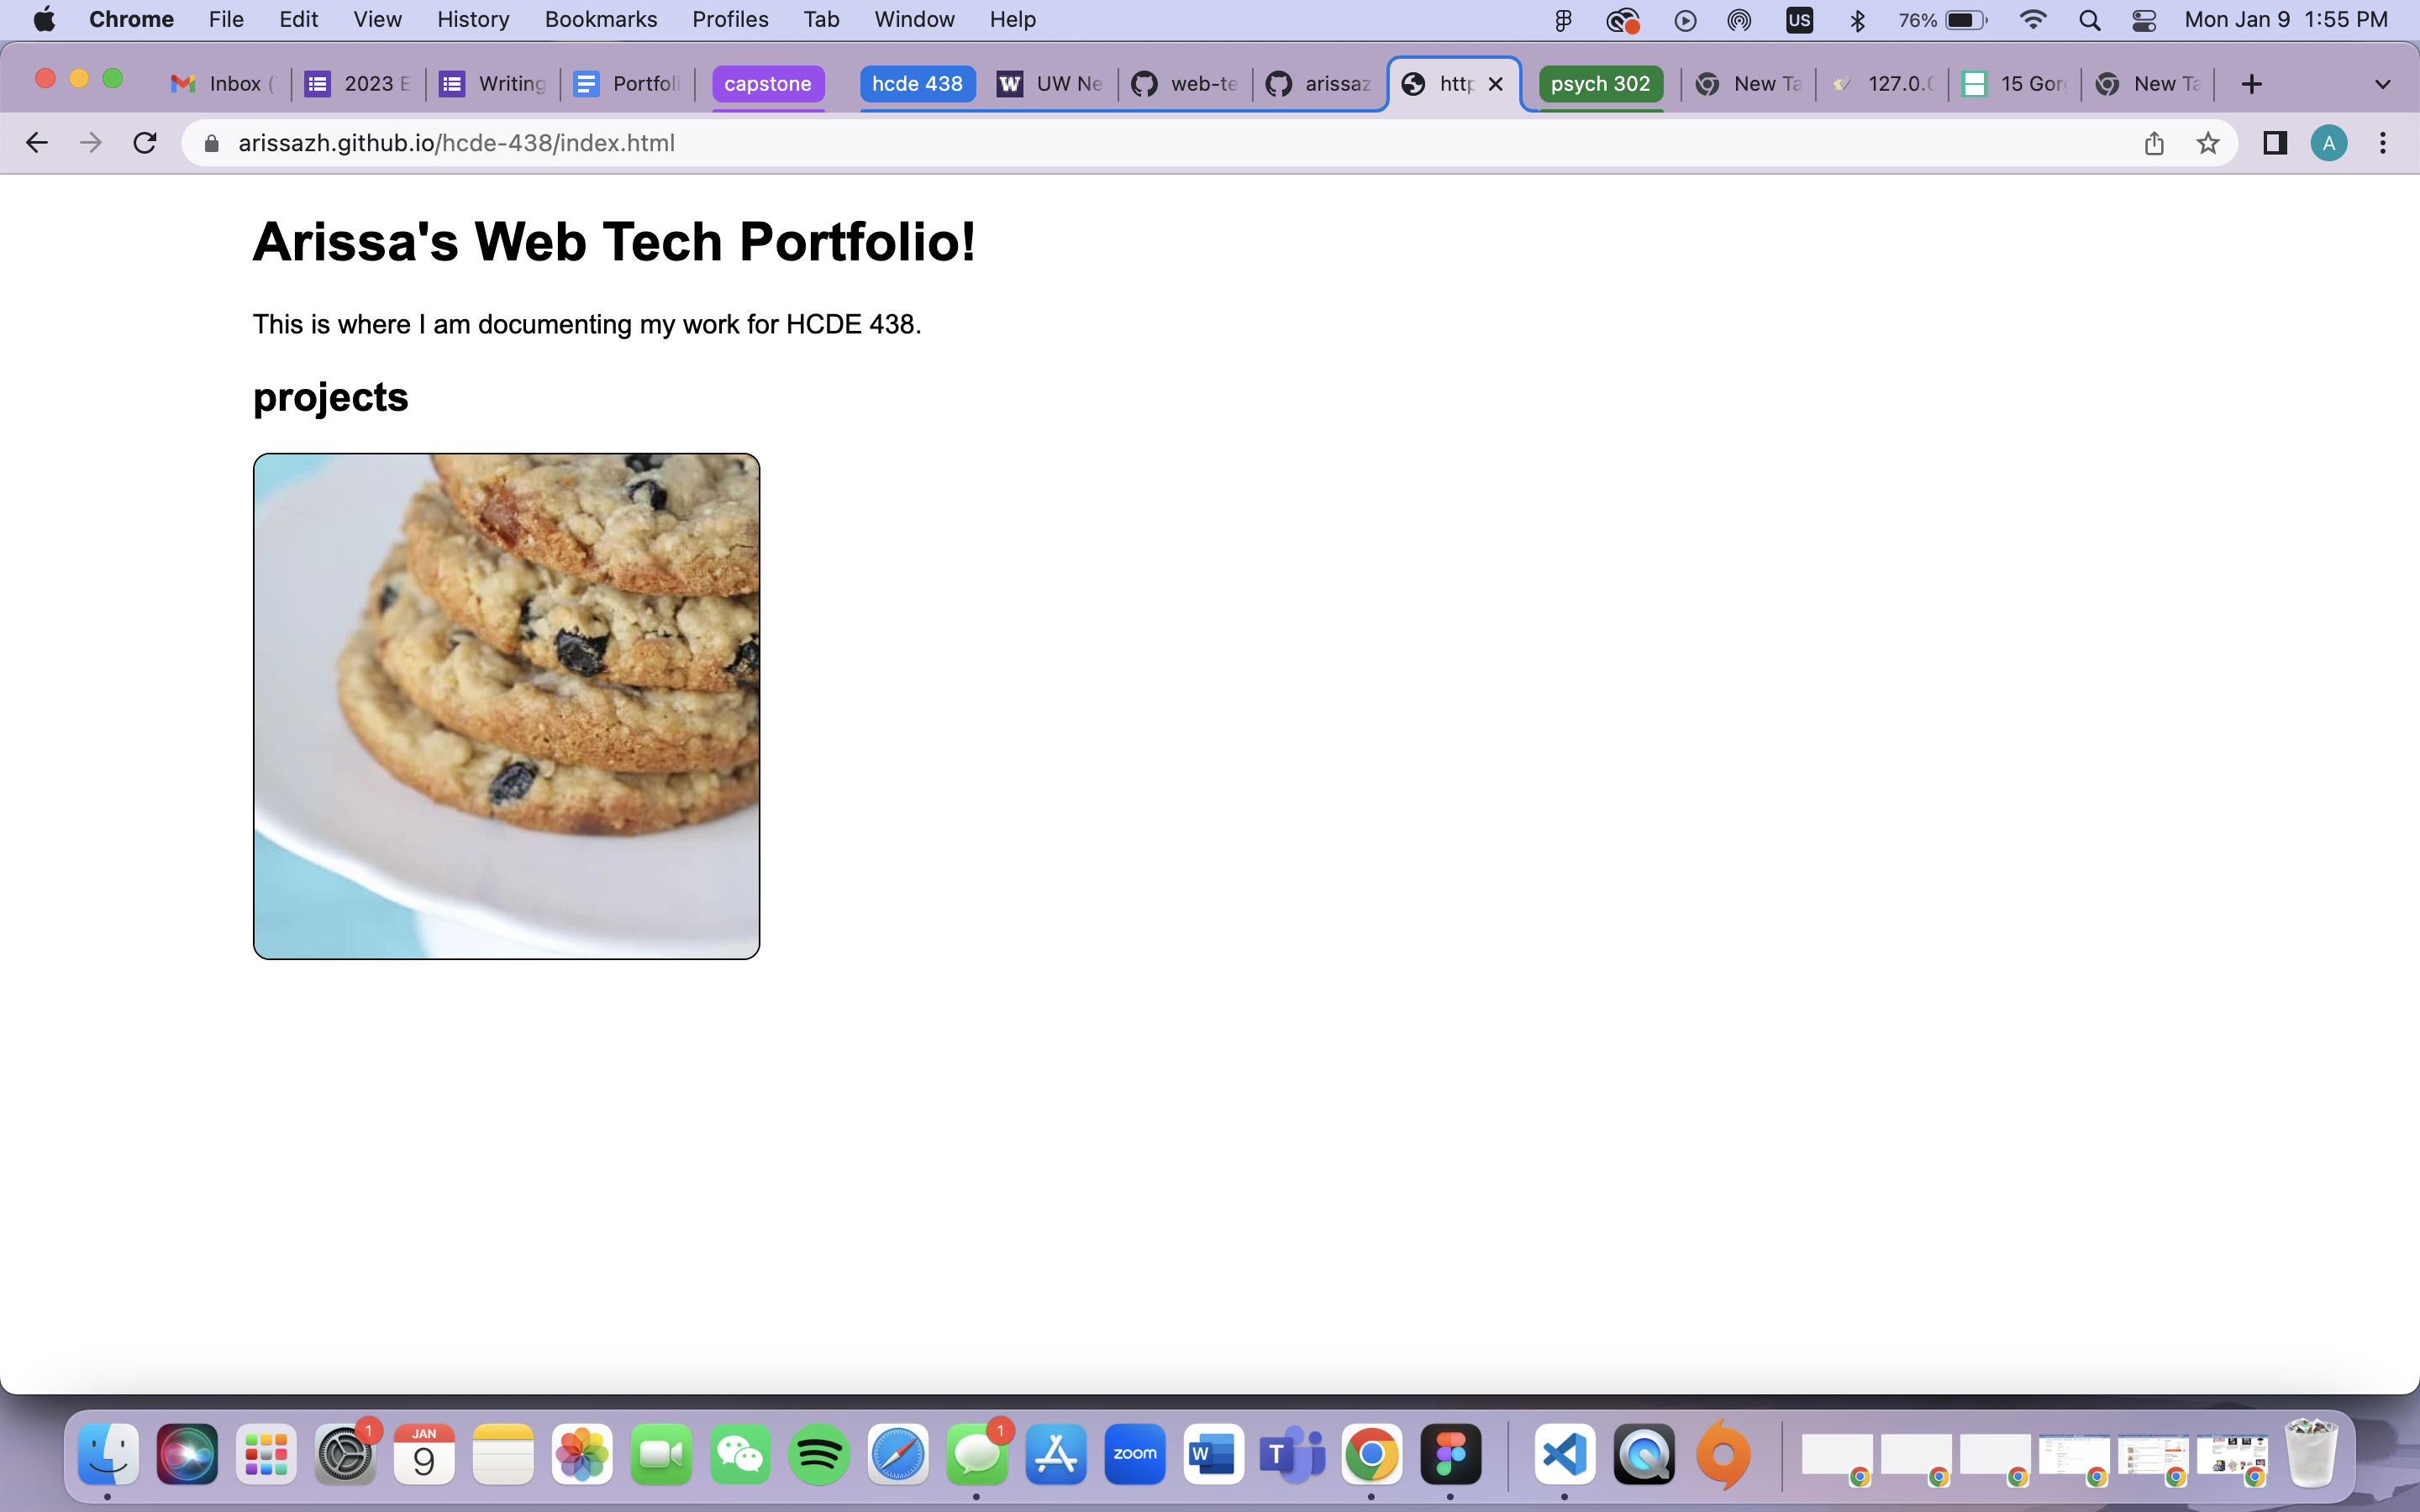 Chrome File Edit View History Bookmarks Profiles Tab Window Help US 76% Mon Jan 9 1:55 PM
Inbox ( 2023 E Writing Portfoli capstone hcde 438 UW Ne web-te arissaz http psych 302 New Ta 127.0.0 15 Gor New Ta
arissazh.github.io/hcde-438/index.html A
Arissa's Web Tech Portfolio!
This is where I am documenting my work for HCDE 438.
projects
1 JAN 9 1 zoom W T